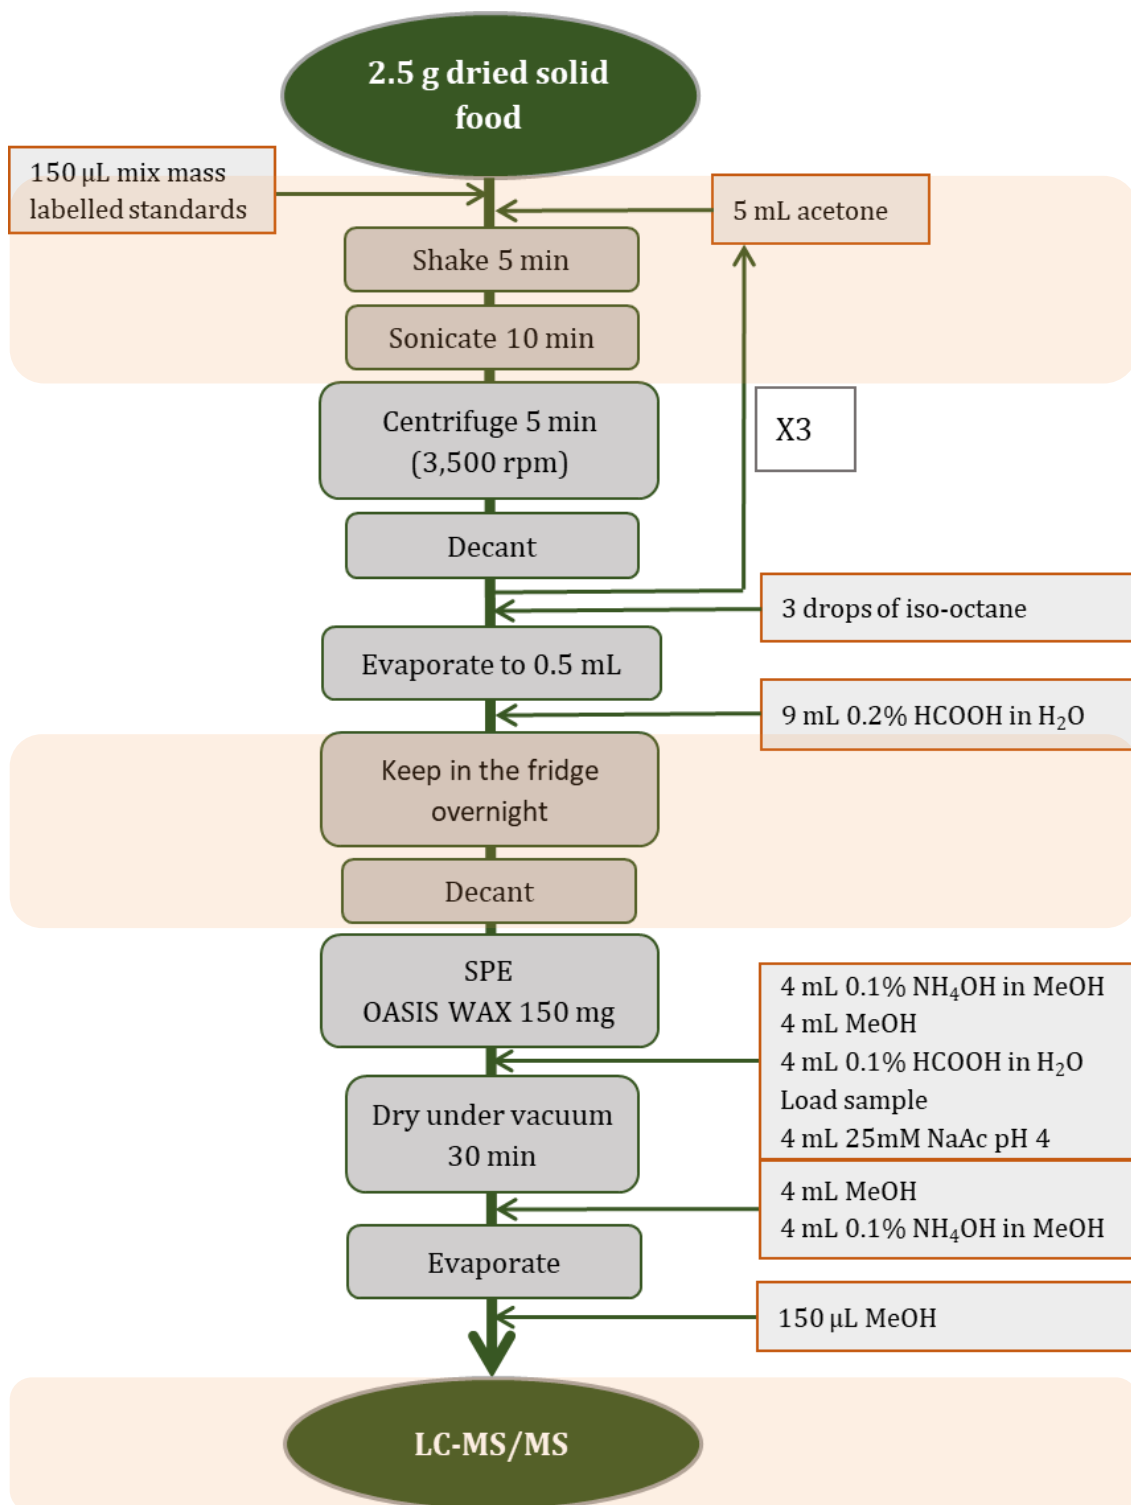 2.5 g dried solid
food
150 µL mix mass
labelled standards
5 mL acetone
Shake 5 min
Sonicate 10 min
Centrifuge 5 min
(3,500 rpm)
X3
Decant
3 drops of iso-octane
Evaporate to 0.5 mL
9 mL 0.2% HCOOH in H₂O
Keep in the fridge
overnight
Decant
SPE
OASIS WAX 150 mg
4 mL 0.1% NH₄OH in MeOH
4 mL MeOH
4 mL 0.1% HCOOH in H₂O
Load sample
4 mL 25mM NaAc pH 4
Dry under vacuum
30 min
4 mL MeOH
4 mL 0.1% NH₄OH in MeOH
Evaporate
150 µL MeOH
LC-MS/MS